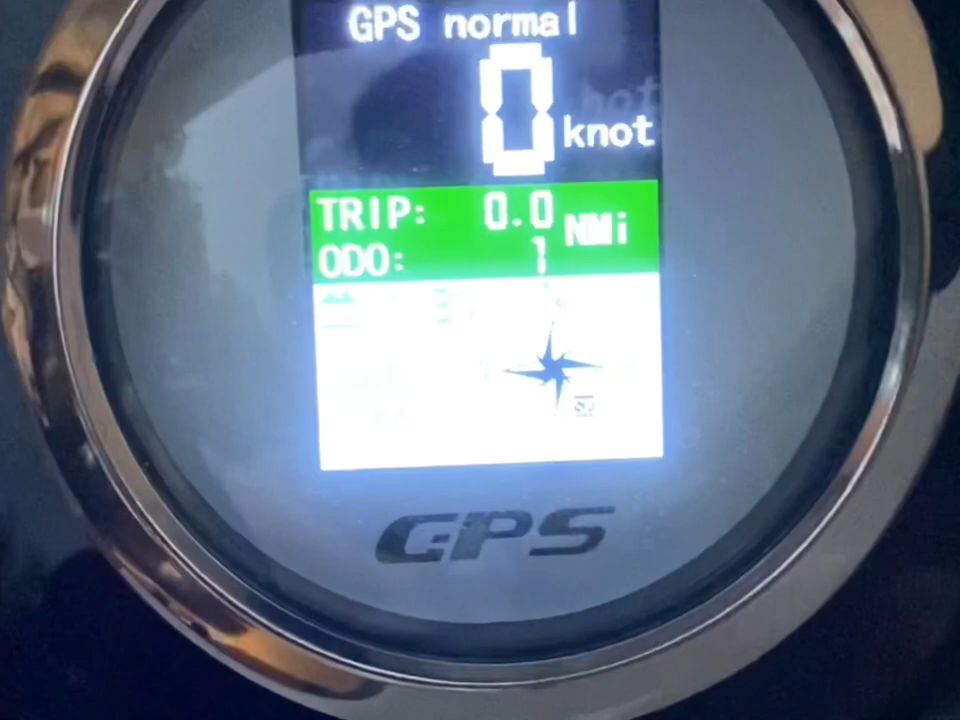 GPS normal
0 knot
TRIP: 0.0 NMi
ODO: 1
GPS